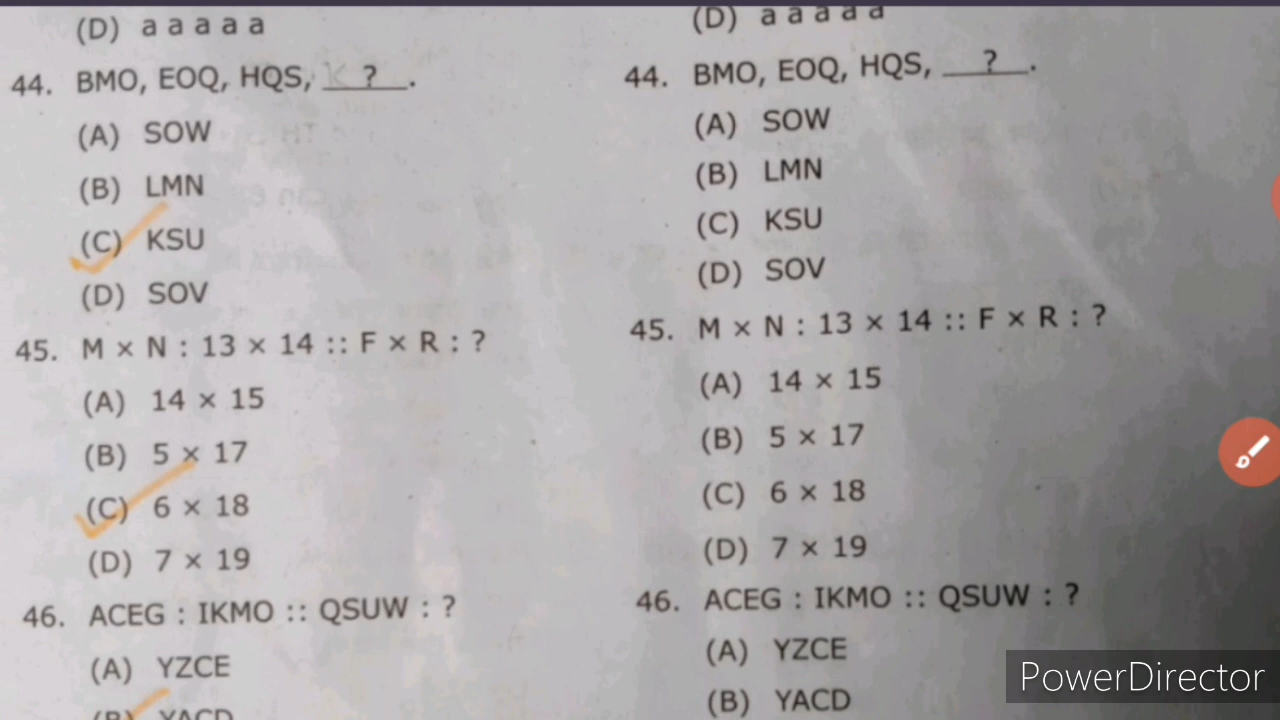 (D) a a a a a
44. BMO, EOQ, HQS, K ? .
(A) SOW
(B) LMN
(C) KSU
(D) SOV
45. M × N : 13 × 14 :: F × R : ?
(A) 14 × 15
(B) 5 × 17
(C) 6 × 18
(D) 7 × 19
46. ACEG : IKMO :: QSUW : ?
(A) YZCE
(B) YACD
(D) a a a a a
44. BMO, EOQ, HQS, ? .
(A) SOW
(B) LMN
(C) KSU
(D) SOV
45. M × N : 13 × 14 :: F × R : ?
(A) 14 × 15
(B) 5 × 17
(C) 6 × 18
(D) 7 × 19
46. ACEG : IKMO :: QSUW : ?
(A) YZCE
(B) YACD
PowerDirector